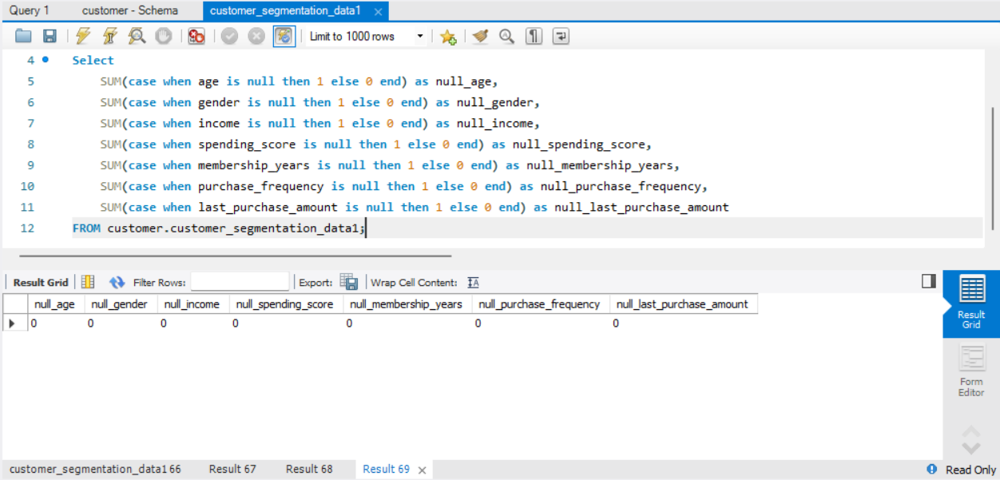 Query 1 customer - Schema customer_segmentation_data1
Limit to 1000 rows
4 Select
5 SUM(case when age is null then 1 else 0 end) as null_age,
6 SUM(case when gender is null then 1 else 0 end) as null_gender,
7 SUM(case when income is null then 1 else 0 end) as null_income,
8 SUM(case when spending_score is null then 1 else 0 end) as null_spending_score,
9 SUM(case when membership_years is null then 1 else 0 end) as null_membership_years,
10 SUM(case when purchase_frequency is null then 1 else 0 end) as null_purchase_frequency,
11 SUM(case when last_purchase_amount is null then 1 else 0 end) as null_last_purchase_amount
12 FROM customer.customer_segmentation_data1;
Result Grid Filter Rows: Export: Wrap Cell Content: IA
null_age null_gender null_income null_spending_score null_membership_years null_purchase_frequency null_last_purchase_amount
0 0 0 0 0 0 0
Result
Grid
Form
Editor
customer_segmentation_data1 66 Result 67 Result 68 Result 69 Read Only